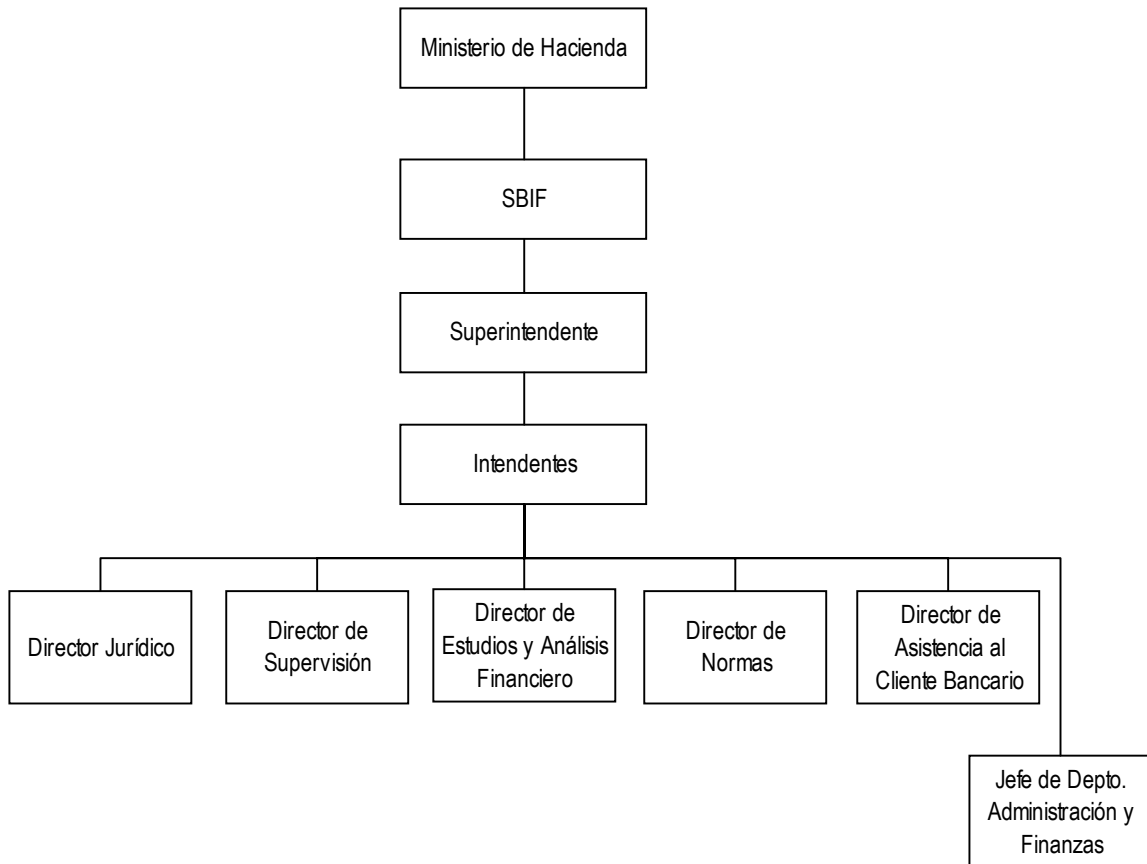 Ministerio de Hacienda
SBIF
Superintendente
Intendentes
Director Jurídico
Director de
Supervisión
Director de
Estudios y Análisis
Financiero
Director de
Normas
Director de
Asistencia al
Cliente Bancario
Jefe de Depto.
Administración y
Finanzas